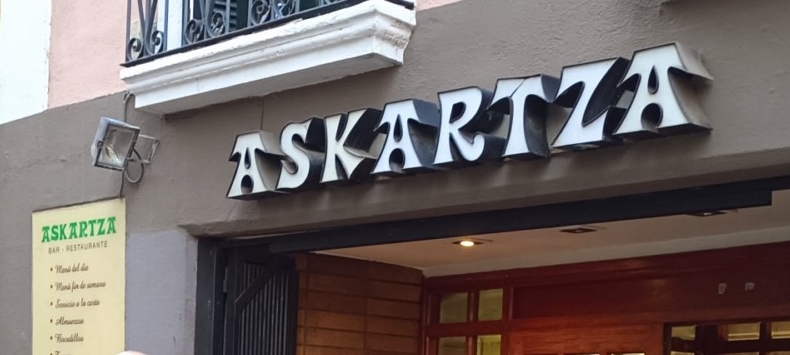 ASKARTZA
ASKARTZA
BAR - RESTAURANTE
• Menú del día
• Menú fin de semana
• Servicio a la carta
• Almuerzos
• Bocadillos